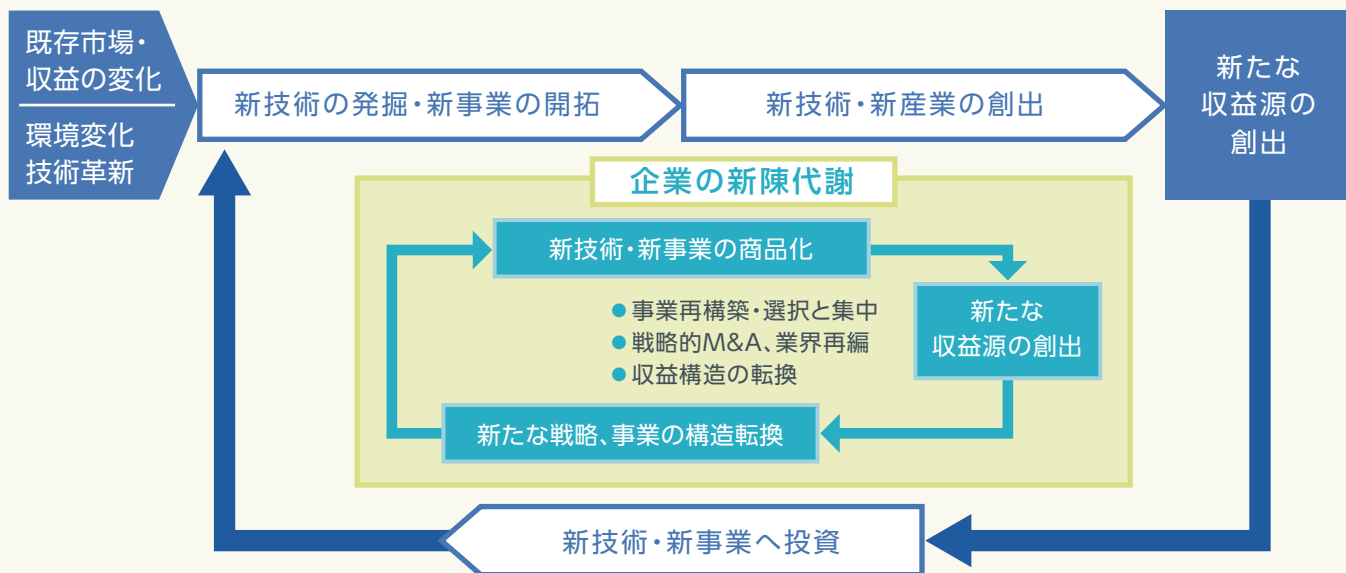 既存市場・
収益の変化
環境変化
技術革新
新技術の発掘・新事業の開拓
新技術・新産業の創出
新たな
収益源の
創出
企業の新陳代謝
新技術・新事業の商品化
● 事業再構築・選択と集中
● 戦略的M&A、業界再編
● 収益構造の転換
新たな
収益源の創出
新たな戦略、事業の構造転換
新技術・新事業へ投資